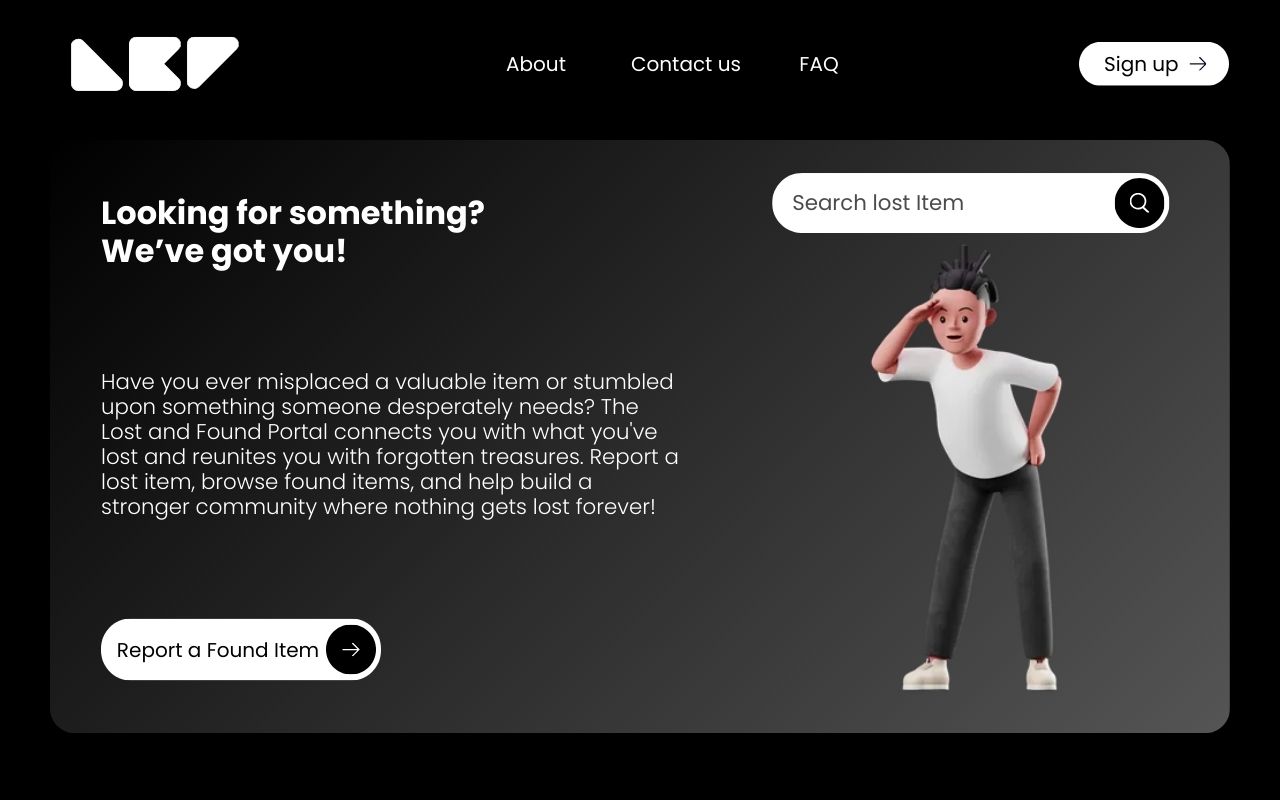 About
Contact us
FAQ
Sign up
Looking for something?
We’ve got you!
Search lost Item
Have you ever misplaced a valuable item or stumbled
upon something someone desperately needs? The
Lost and Found Portal connects you with what you've
lost and reunites you with forgotten treasures. Report a
lost item, browse found items, and help build a
stronger community where nothing gets lost forever!
Report a Found Item